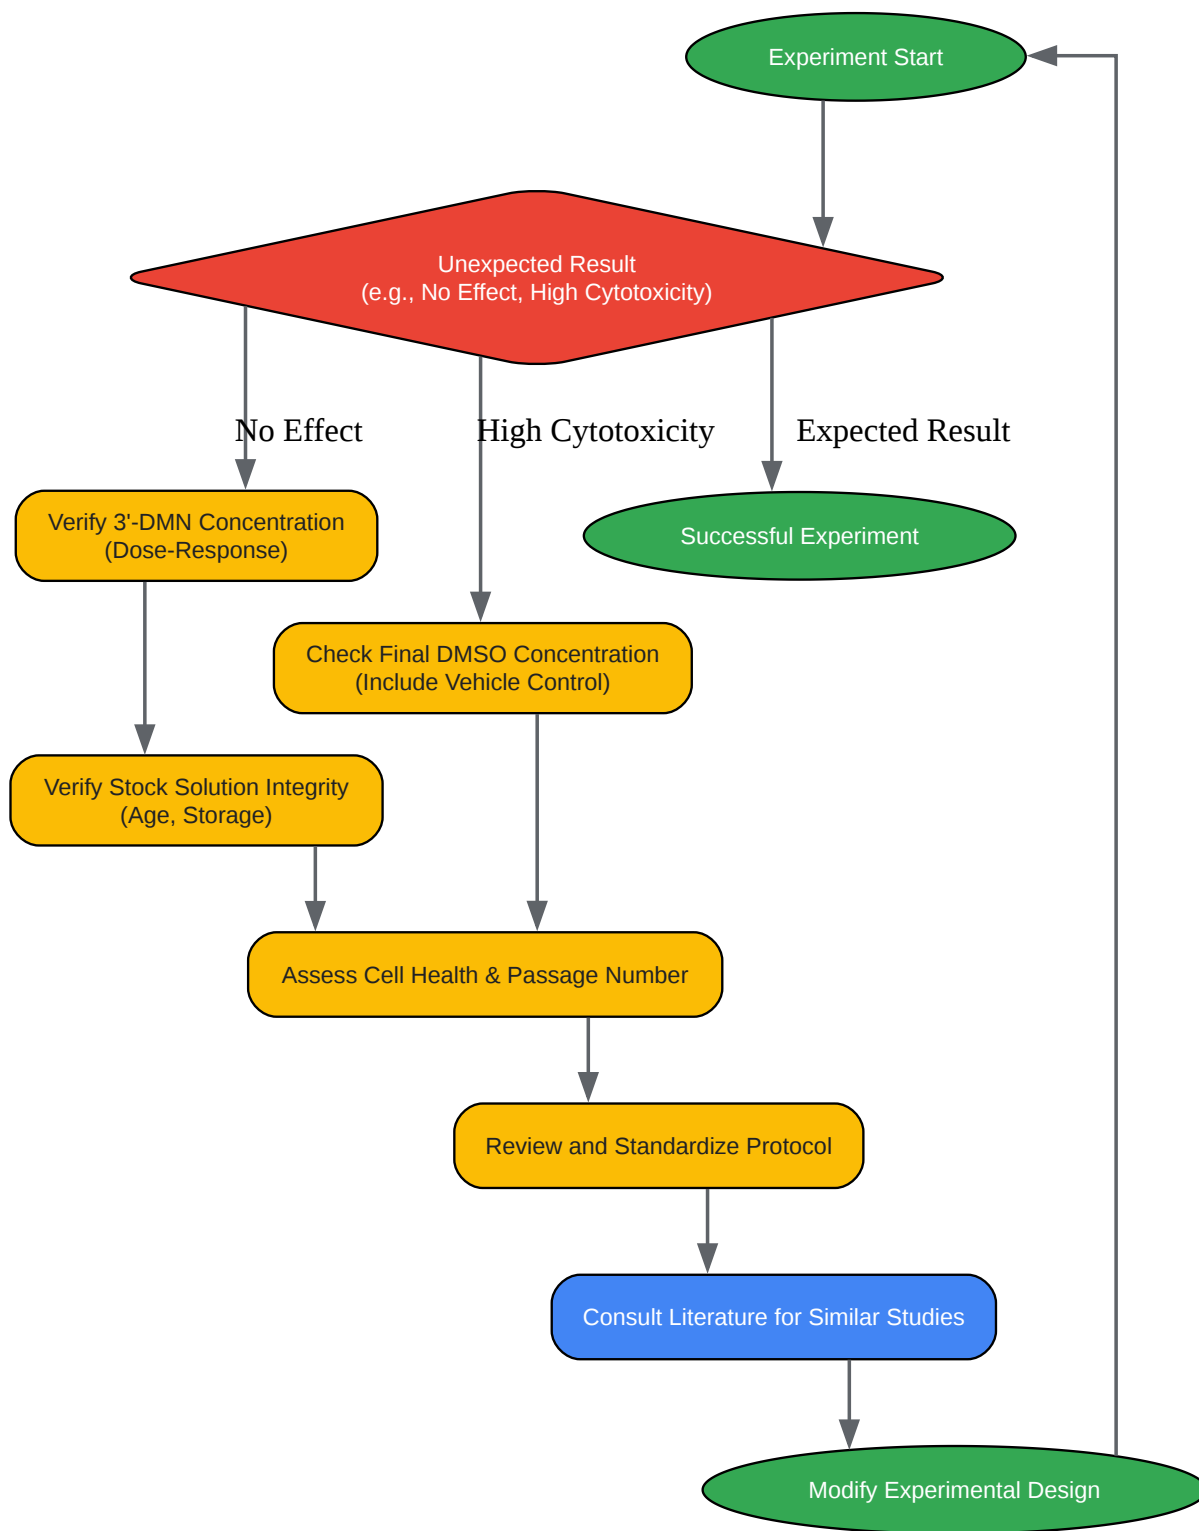 Experiment Start
Unexpected Result
(e.g., No Effect, High Cytotoxicity)
No Effect
High Cytotoxicity
Expected Result
Verify 3'-DMN Concentration
(Dose-Response)
Successful Experiment
Check Final DMSO Concentration
(Include Vehicle Control)
Verify Stock Solution Integrity
(Age, Storage)
Assess Cell Health & Passage Number
Review and Standardize Protocol
Consult Literature for Similar Studies
Modify Experimental Design